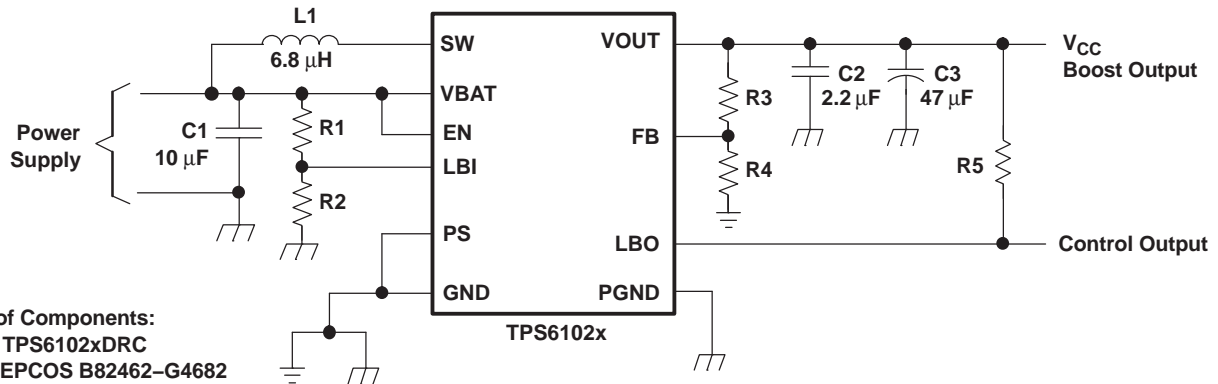 L1
6.8 μH
SW
VOUT
VCC
Boost Output
C2
2.2 μF
C3
47 μF
R3
VBAT
Power
Supply
C1
10 μF
R1
EN
FB
LBI
R4
R5
R2
PS
LBO
Control Output
GND
PGND
TPS6102x
of Components:
TPS6102xDRC
EPCOS B82462–G4682